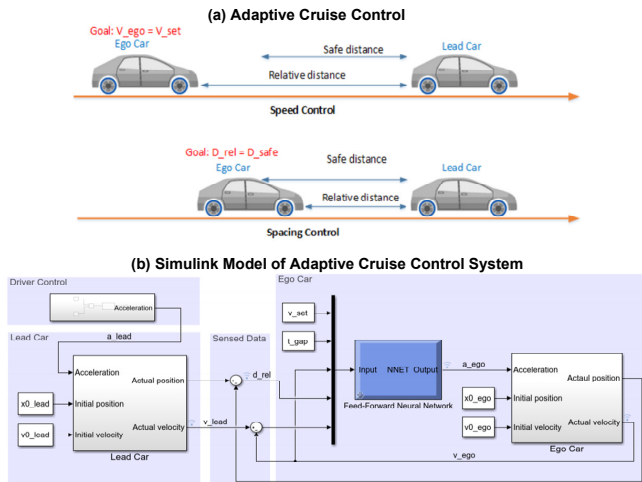 (a) Adaptive Cruise Control
Goal: V_ego = V_set
Ego Car
Safe distance
Lead Car
Relative distance
Speed Control
Goal: D_rel = D_safe
Ego Car
Safe distance
Lead Car
Relative distance
Spacing Control
(b) Simulink Model of Adaptive Cruise Control System
Driver Control
Acceleration
a_lead
Lead Car
Acceleration
Actual position
x0_lead
Initial position
Actual velocity
v0_lead
Initial velocity
Lead Car
Sensed Data
d_rel
v_lead
Ego Car
v_set
t_gap
Input
NNET Output
Feed-Forward Neural Network
a_ego
Acceleration
Actaul position
x0_ego
Initial position
v0_ego
Initial velocity
Actual velocity
Ego Car
v_ego